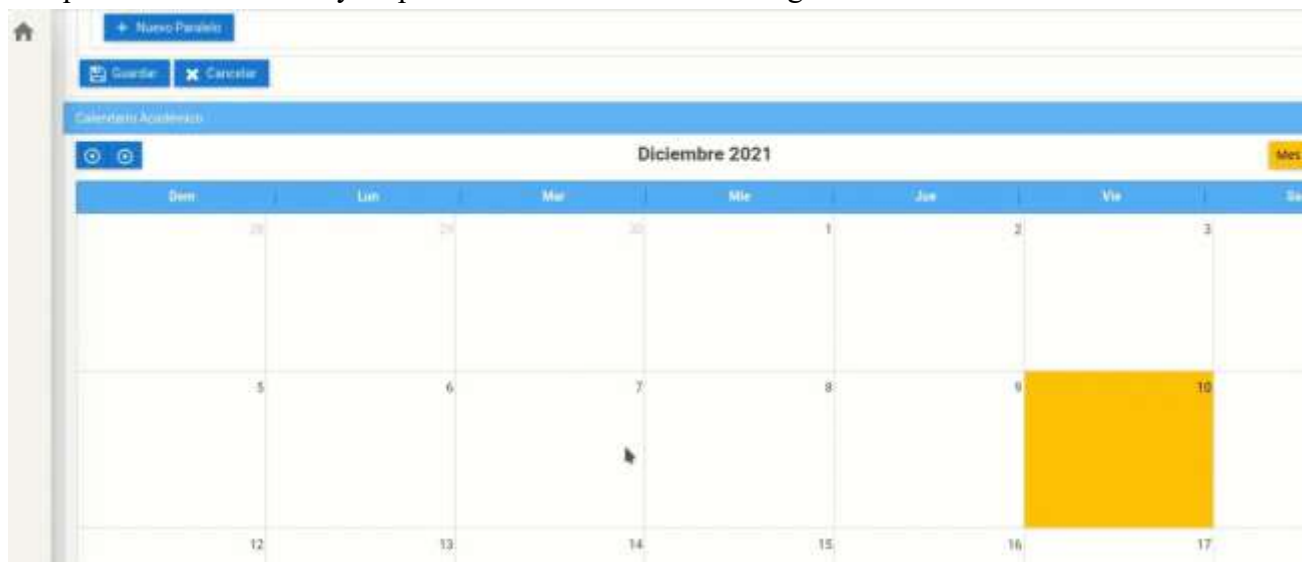 + Nuevo Paralelo
Guardar Cancelar
Calendario Académico
Diciembre 2021
Mes
Dom Lun Mar Mie Jue Vie
28 29 30 1 2 3
5 6 7 8 9 10
12 13 14 15 16 17